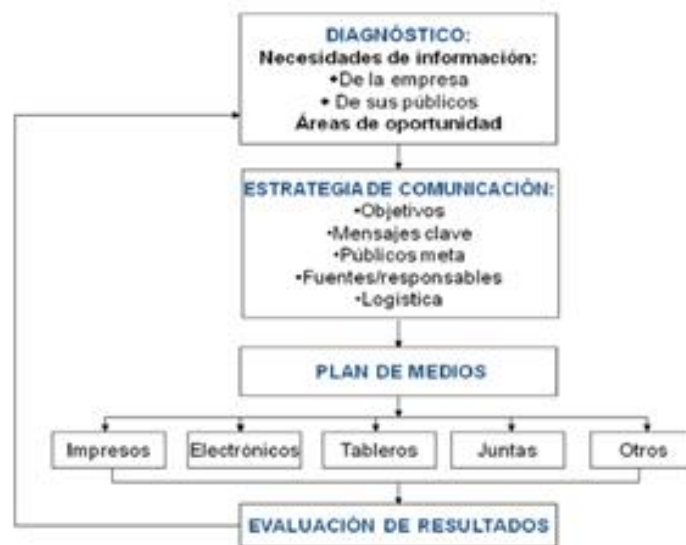 DIAGNÓSTICO:
Necesidades de información:
•De la empresa
• De sus públicos
Áreas de oportunidad
ESTRATEGIA DE COMUNICACIÓN:
•Objetivos
•Mensajes clave
•Públicos meta
•Fuentes/responsables
•Logística
PLAN DE MEDIOS
Impresos
Electrónicos
Tableros
Juntas
Otros
EVALUACIÓN DE RESULTADOS